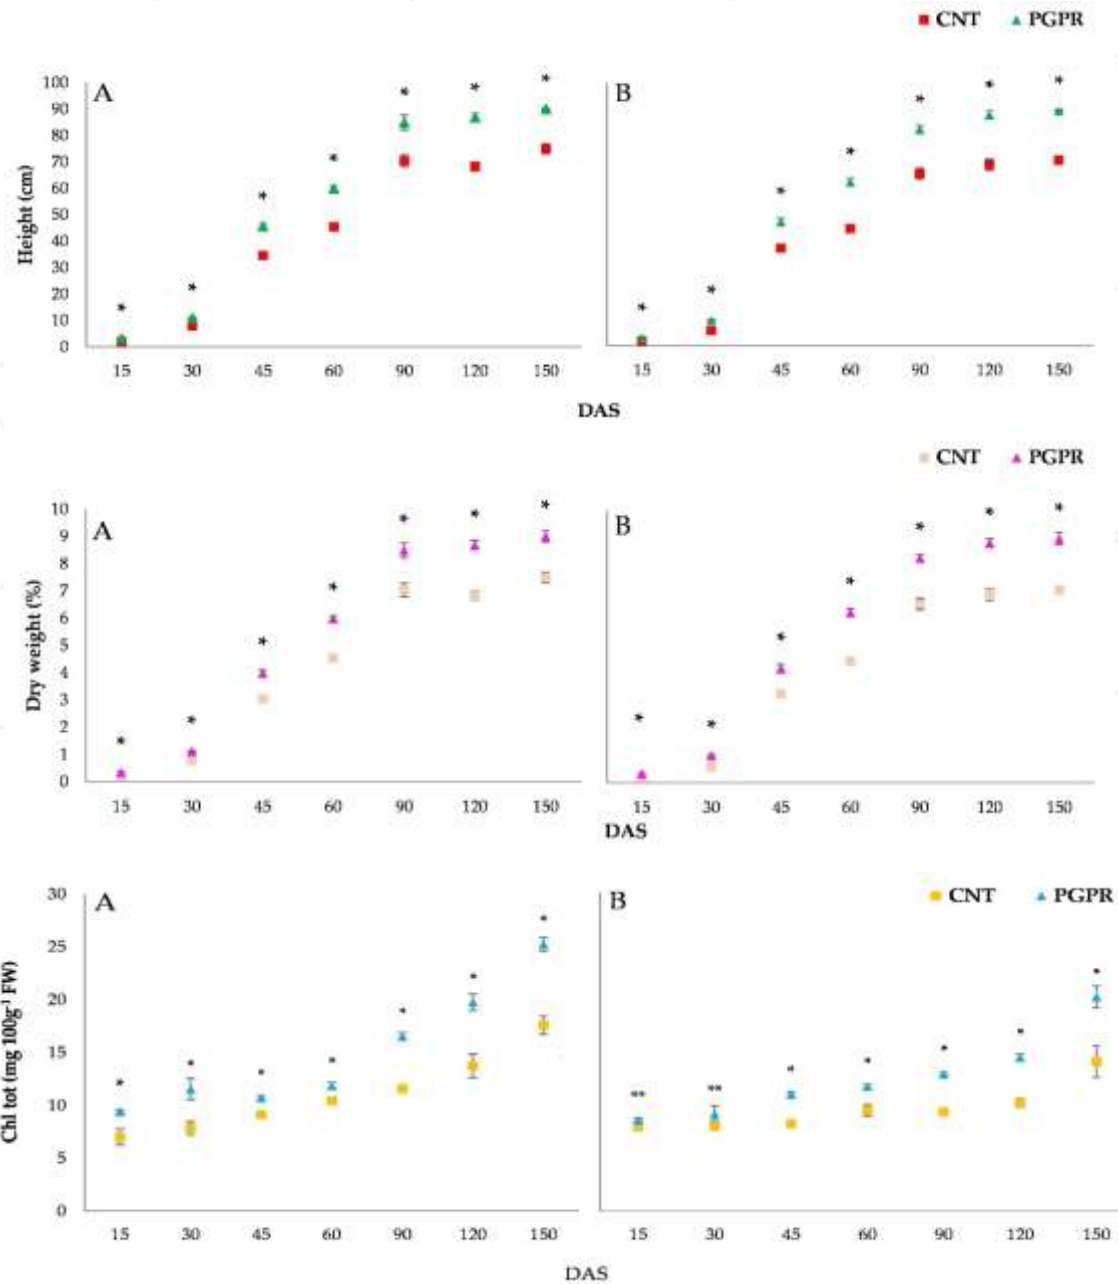 CNT PGPR
A B
100
90
80
70
60
50
40
30
20
10
0
Height (cm)
* * * * * * * * * * * * * *
15 30 45 60 90 120 150 15 30 45 60 90 120 150
DAS
CNT PGPR
A B
10
9
8
7
6
5
4
3
2
1
0
Dry weight (%)
* * * * * * * * * * * * * *
15 30 45 60 90 120 150 15 30 45 60 90 120 150
DAS
A B CNT PGPR
30
25
20
15
10
5
0
Chl tot (mg 100g⁻¹ FW)
* * * * * * * ** ** * * * * *
15 30 45 60 90 120 150 15 30 45 60 90 120 150
DAS